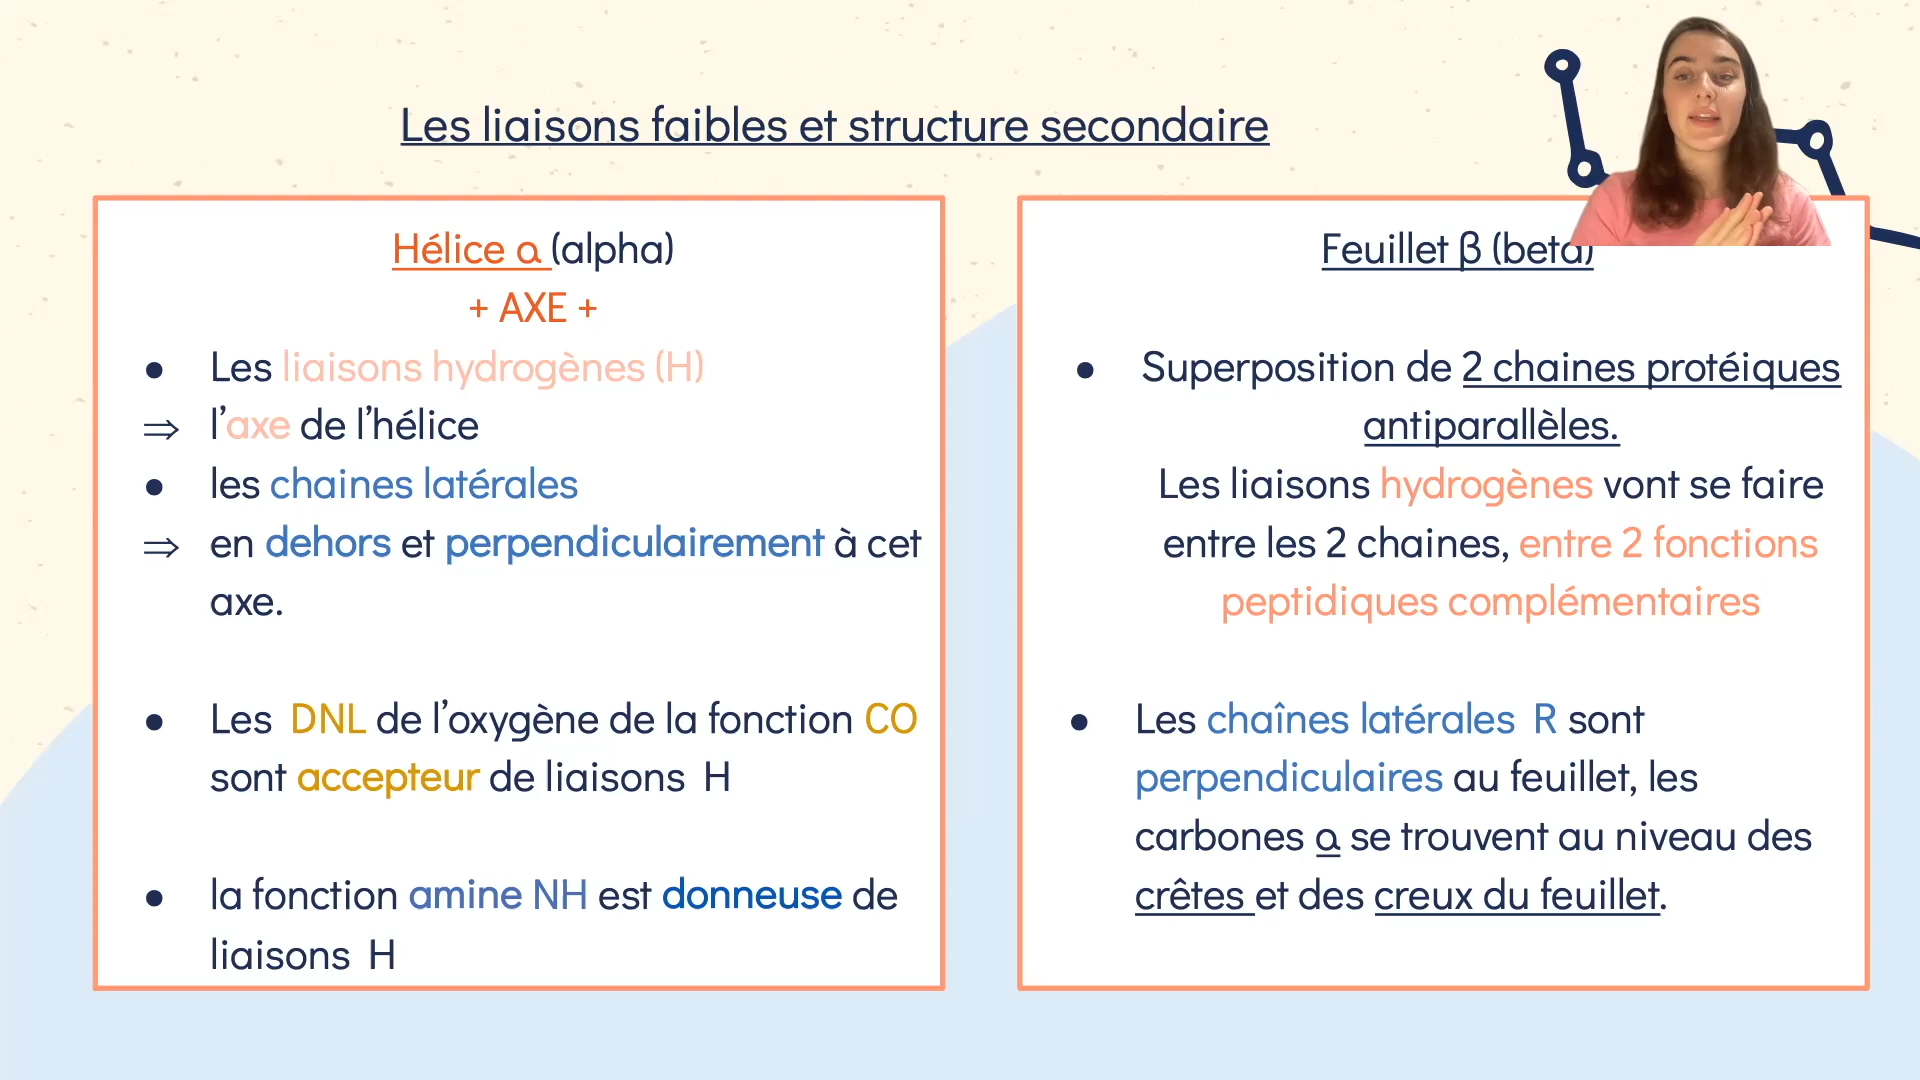 Les liaisons faibles et structure secondaire
Hélice α (alpha)
+ AXE +
● Les liaisons hydrogènes (H)
⇒ l’axe de l’hélice
● les chaines latérales
⇒ en dehors et perpendiculairement à cet
axe.
● Les DNL de l’oxygène de la fonction CO
sont accepteur de liaisons H
● la fonction amine NH est donneuse de
liaisons H
Feuillet β (beta)
● Superposition de 2 chaines protéiques
antiparallèles.
Les liaisons hydrogènes vont se faire
entre les 2 chaines, entre 2 fonctions
peptidiques complémentaires
● Les chaînes latérales R sont
perpendiculaires au feuillet, les
carbones α se trouvent au niveau des
crêtes et des creux du feuillet.